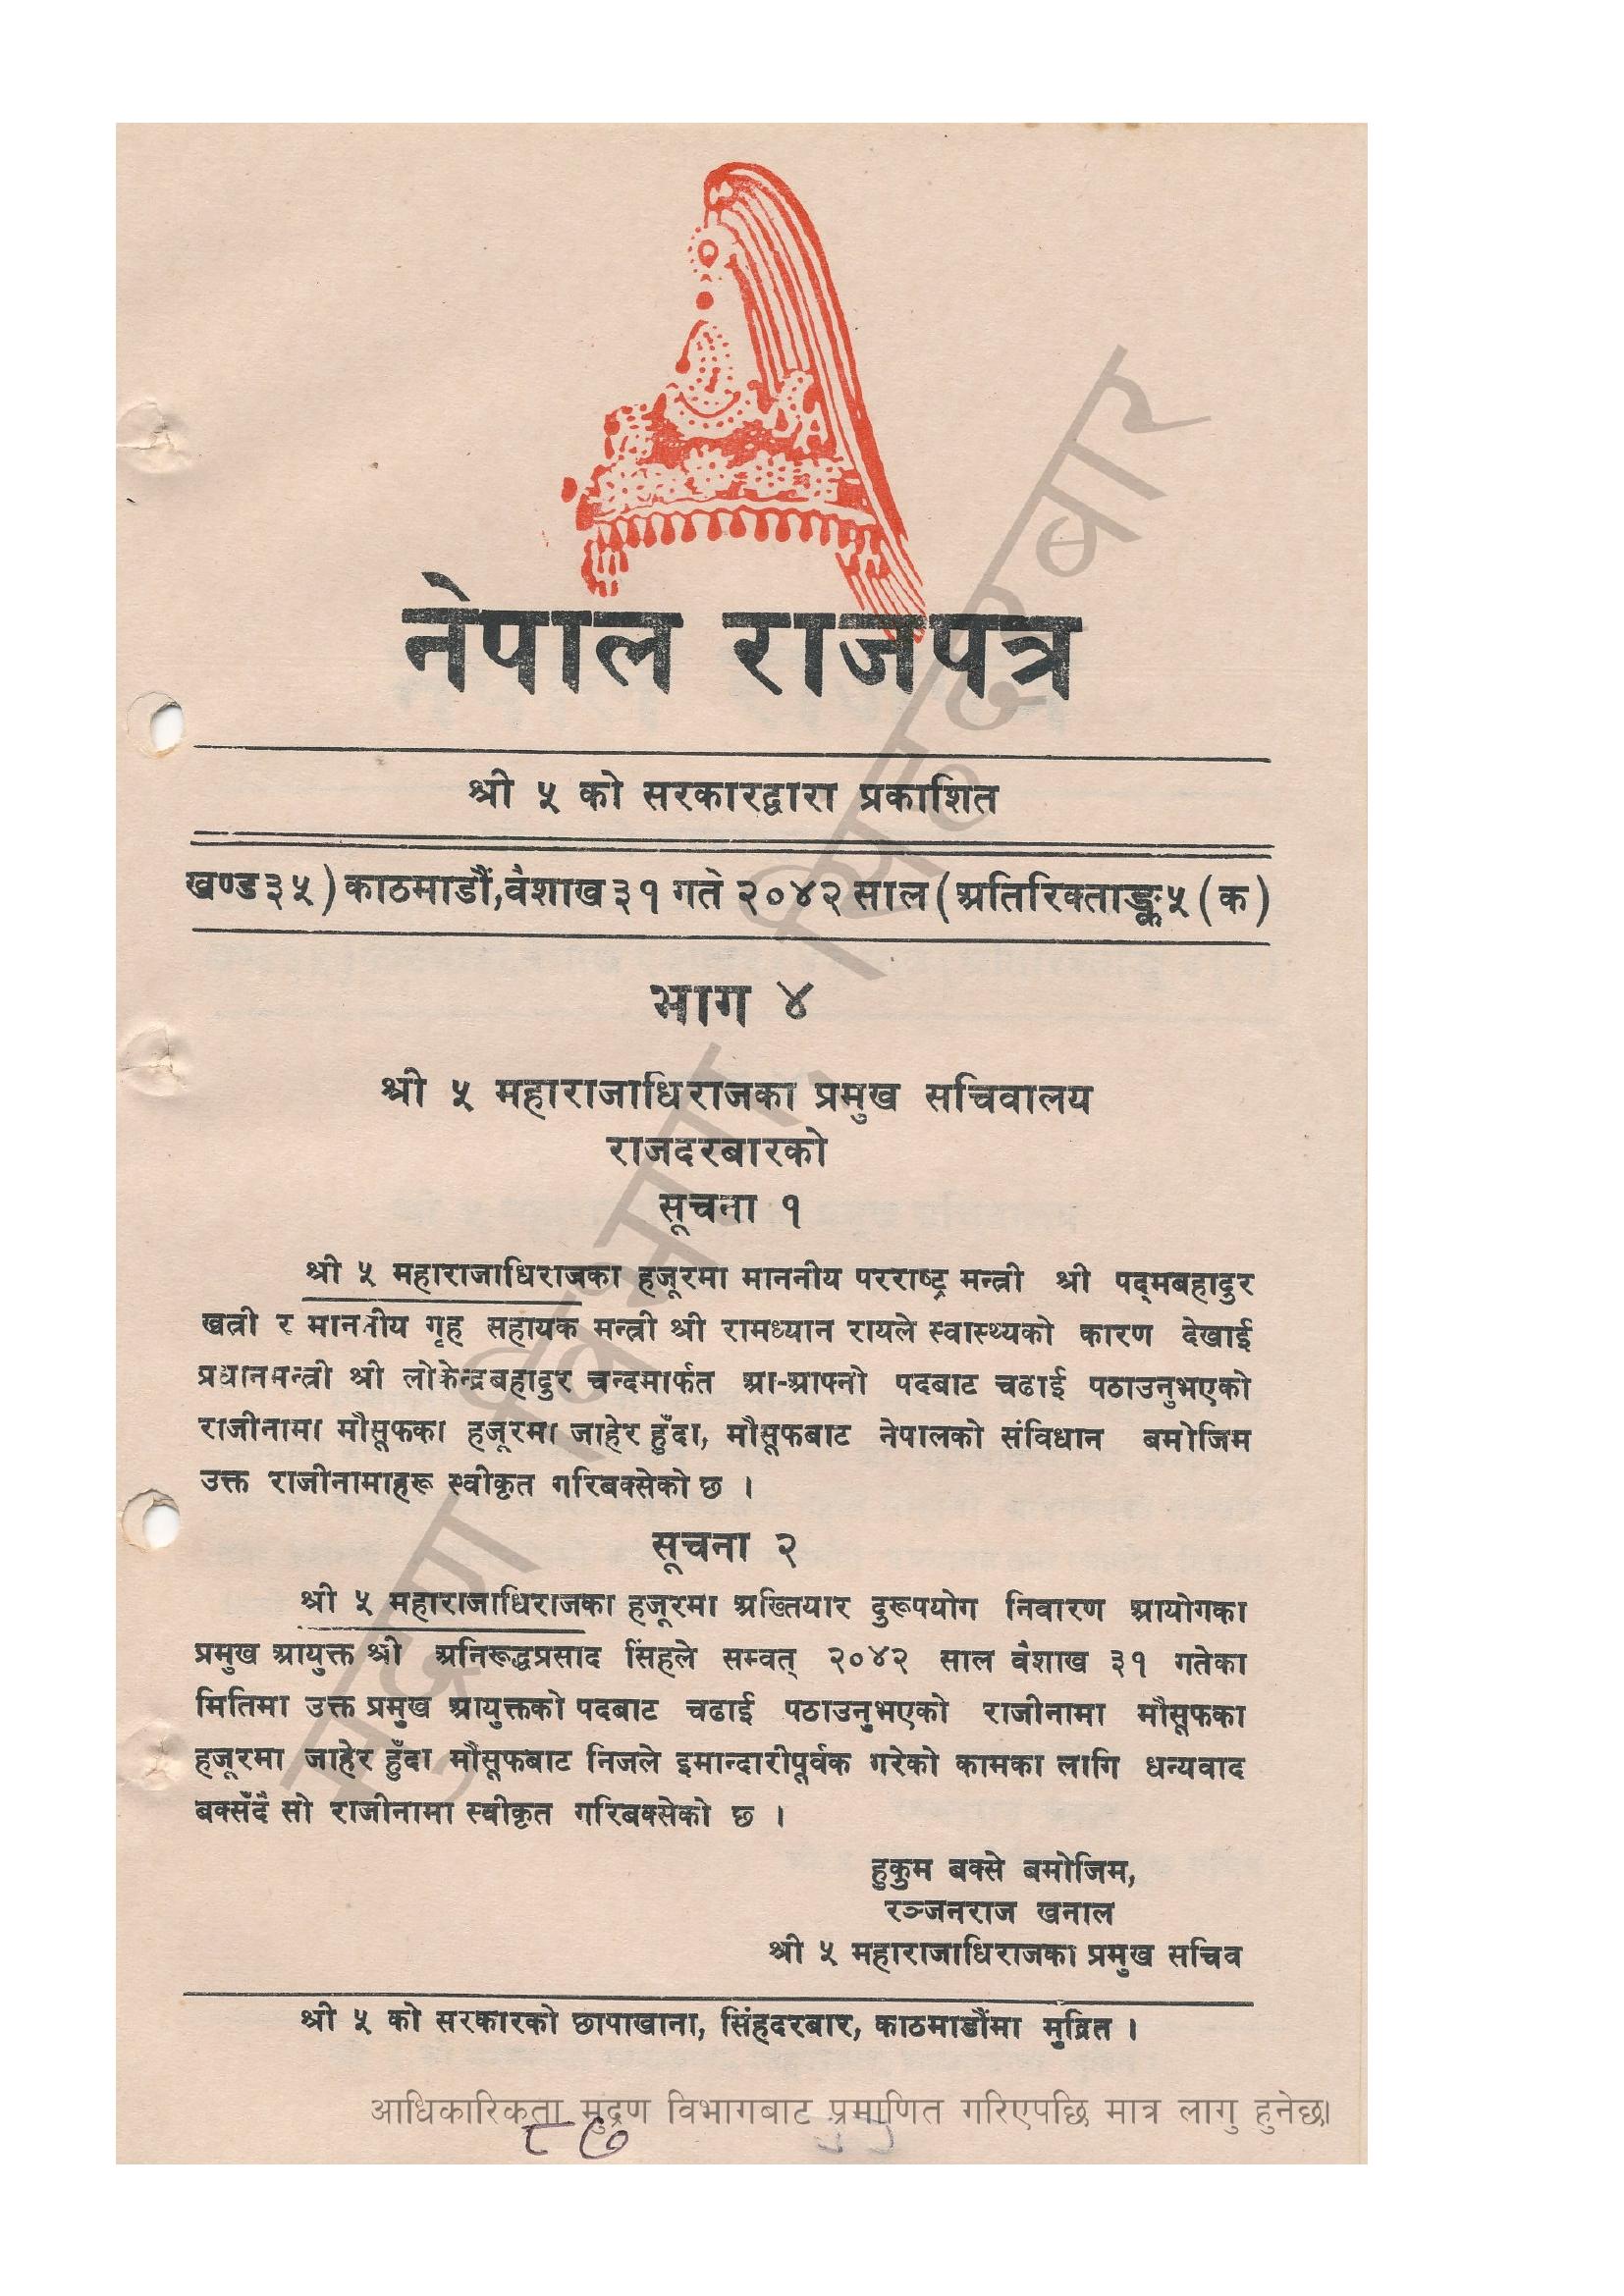 नेपाल राजपत्र
श्री ५ को सरकारद्वारा प्रकाशित
खण्ड ३५) काठमाडौं, वैशाख ३१ गते २०४२ साल (अतिरिक्ताङ्क ५ (क)
भाग ४
श्री ५ महाराजाधिराजका प्रमुख सचिवालय
राजदरबारको
सूचना १
श्री ५ महाराजाधिराजका हजूरमा माननीय परराष्ट्र मन्त्री श्री पद्मबहादुर
खत्री र माननीय गृह सहायक मन्त्री श्री रामध्यान रायले स्वास्थ्यको कारण देखाई
प्रधानमन्त्री श्री लोकेन्द्रबहादुर चन्दमार्फत आ-आफ्नो पदबाट चढाई पठाउनुभएको
राजीनामा मौसूफका हजूरमा जाहेर हुँदा, मौसूफबाट नेपालको संविधान बमोजिम
उक्त राजीनामाहरू स्वीकृत गरिबक्सेको छ ।
सूचना २
श्री ५ महाराजाधिराजका हजूरमा अख्तियार दुरूपयोग निवारण आयोगका
प्रमुख आयुक्त श्री अनिरूद्धप्रसाद सिंहले सम्वत् २०४२ साल बैशाख ३१ गतेका
मितिमा उक्त प्रमुख आयुक्तको पदबाट चढाई पठाउनुभएको राजीनामा मौसूफका
हजूरमा जाहेर हुँदा मौसूफबाट निजले इमान्दारीपूर्वक गरेको कामका लागि धन्यवाद
बक्सँदै सो राजीनामा स्वीकृत गरिबक्सेको छ ।
हुकुम बक्से बमोजिम,
रञ्जनराज खनाल
श्री ५ महाराजाधिराजका प्रमुख सचिव
श्री ५ को सरकारको छापाखाना, सिंहदरबार, काठमाडौंमा मुद्रित ।
मुद्रण विभाग, सिंहदरबार
आधिकारिकता मुद्रण विभागबाट प्रमाणित गरिएपछि मात्र लागु हुनेछ।
८७